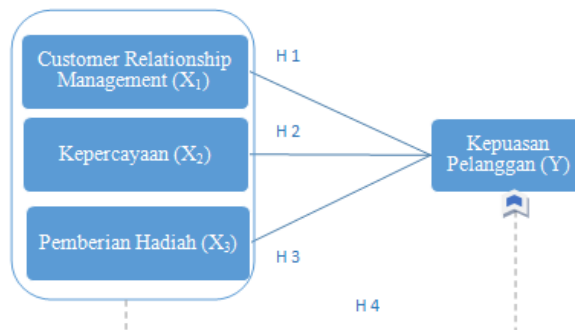 Customer Relationship
Management (X₁)
H 1
Kepercayaan (X₂)
H 2
Kepuasan
Pelanggan (Y)
Pemberian Hadiah (X₃)
H 3
H 4